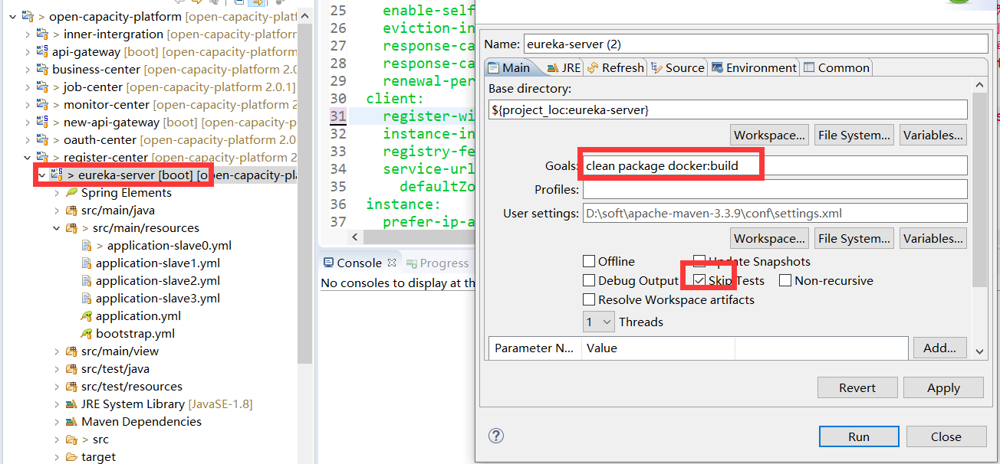 > open-capacity-platform [open-capacity-platf
> inner-intergration [open-capacity-platforr
api-gateway [boot] [open-capacity-platform
business-center [open-capacity-platform 2.0
> job-center [open-capacity-platform 2.0.1]
> monitor-center [open-capacity-platform 2
> new-api-gateway [boot] [open-capacity-p
> oauth-center [open-capacity-platform 2.0
> register-center [open-capacity-platform 2
> eureka-server [boot] [open-capacity-pl
Spring Elements
src/main/java
> src/main/resources
> application-slave0.yml
application-slave1.yml
application-slave2.yml
application-slave3.yml
application.yml
bootstrap.yml
src/main/view
src/test/java
src/test/resources
JRE System Library [JavaSE-1.8]
Maven Dependencies
> src
target
25 enable-self
26 eviction-in
27 response-ca
28 response-ca
29 renewal-per
30 client:
31 register-wi
32 instance-in
33 registry-fe
34 service-url
35 defaultZo
36 instance:
37 prefer-ip-a
Console Progress
No consoles to display at th
Name: eureka-server (2)
Main JRE Refresh Source Environment Common
Base directory:
${project_loc:eureka-server}
Workspace... File System... Variables...
Goals: clean package docker:build
Profiles:
User settings: D:\soft\apache-maven-3.3.9\conf\settings.xml
Workspace... File System... Variables...
Offline Update Snapshots
Debug Output Skip Tests Non-recursive
Resolve Workspace artifacts
1 Threads
Parameter N... Value Add...
Revert Apply
? Run Close